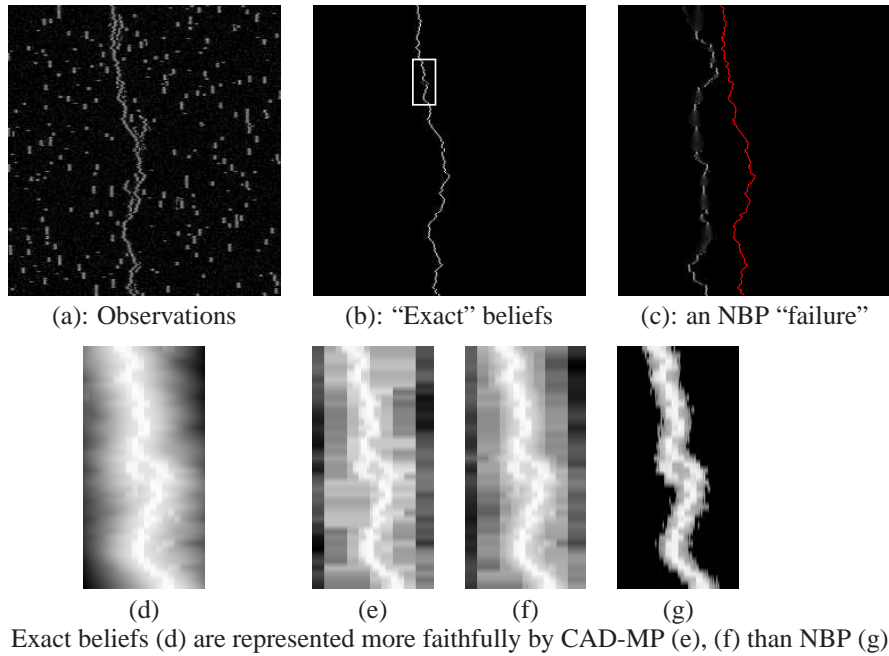 (a): Observations
(b): “Exact” beliefs
(c): an NBP “failure”
(d)
(e)
(f)
(g)
Exact beliefs (d) are represented more faithfully by CAD-MP (e), (f) than NBP (g)